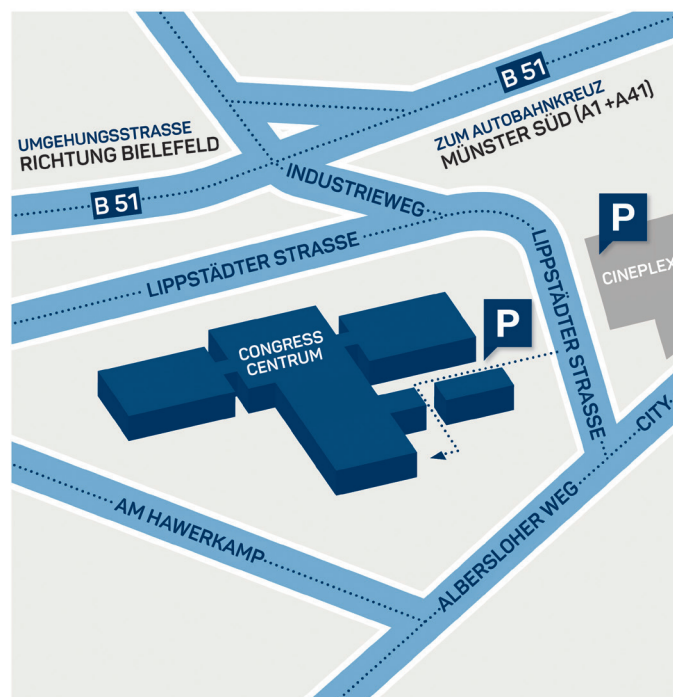 B 51
ZUM AUTOBAHNKREUZ
MÜNSTER SÜD (A1 +A41)
UMGEHUNGSSTRASSE
RICHTUNG BIELEFELD
B 51
INDUSTRIEWEG
P
CINEPLEX
LIPPSTÄDTER STRASSE
LIPPSTÄDTER STRASSE
P
CONGRESS
CENTRUM
CITY
AM HAWERKAMP
ALBERSLOHER WEG